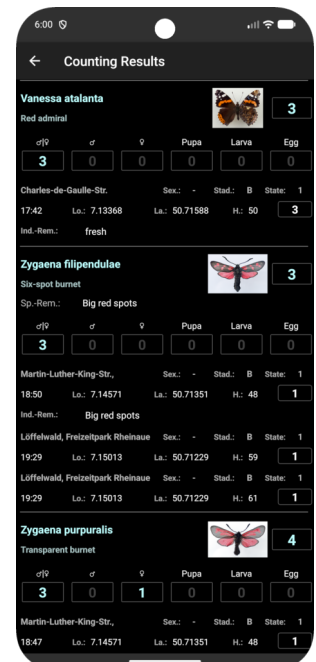 6:00
Counting Results
Vanessa atalanta
Red admiral
3
♂|♀ ♂ ♀ Pupa Larva Egg
3 0 0 0 0 0
Charles-de-Gaulle-Str. Sex.: - Stad.: B State: 1
17:42 Lo.: 7.13368 La.: 50.71588 H.: 50 3
Ind.-Rem.: fresh
Zygaena filipendulae
Six-spot burnet
3
Sp.-Rem.: Big red spots
♂|♀ ♂ ♀ Pupa Larva Egg
3 0 0 0 0 0
Martin-Luther-King-Str., Sex.: - Stad.: B State: 1
18:50 Lo.: 7.14571 La.: 50.71351 H.: 48 1
Ind.-Rem.: Big red spots
Löffelwald, Freizeitpark Rheinaue Sex.: - Stad.: B State: 1
19:29 Lo.: 7.15013 La.: 50.71229 H.: 59 1
Löffelwald, Freizeitpark Rheinaue Sex.: - Stad.: B State: 1
19:29 Lo.: 7.15013 La.: 50.71229 H.: 61 1
Zygaena purpuralis
Transparent burnet
4
♂|♀ ♂ ♀ Pupa Larva Egg
3 0 1 0 0 0
Martin-Luther-King-Str., Sex.: - Stad.: B State: 1
18:47 Lo.: 7.14571 La.: 50.71351 H.: 48 1